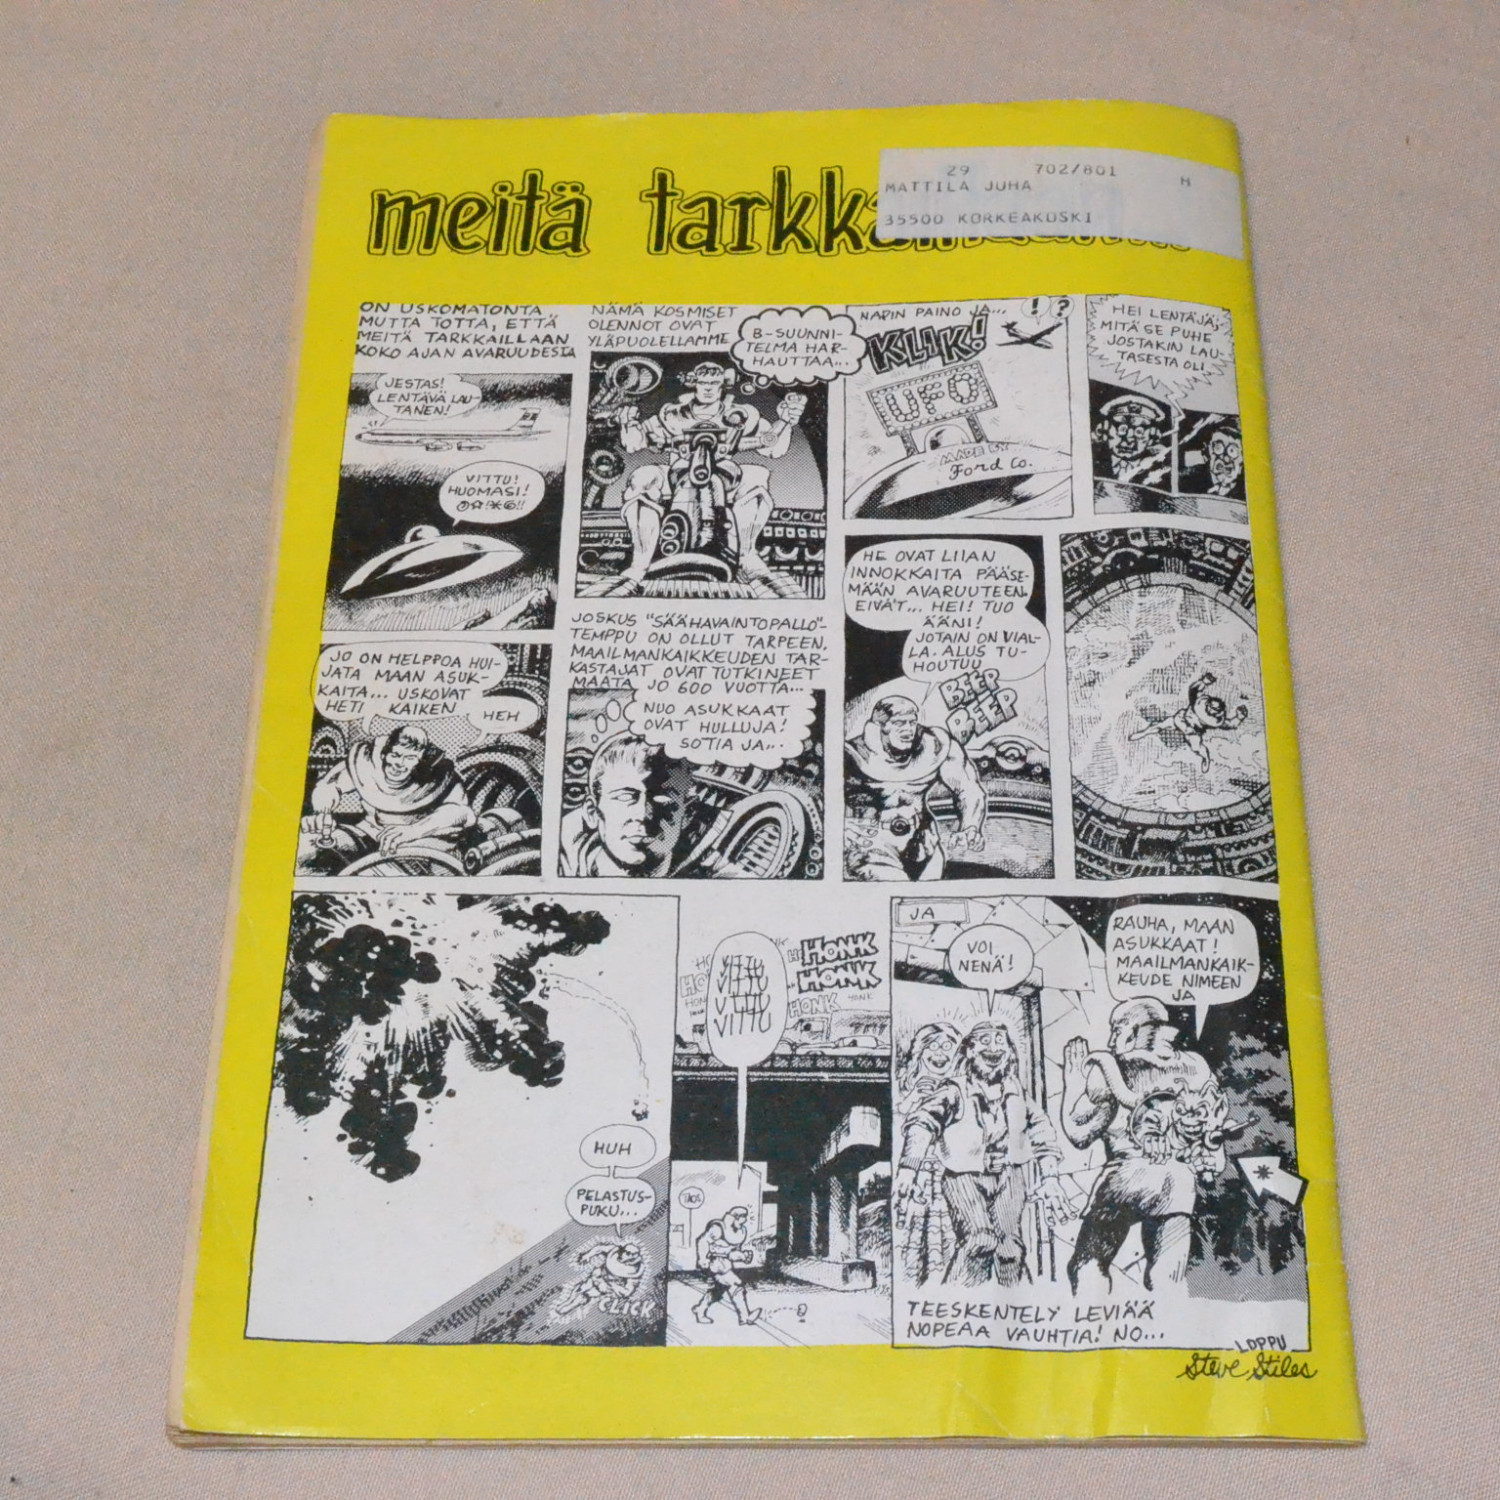 meitä
29 702/801
MATTILA JUHA H
35500 KORKEAKOSKI
ON USKOMATONTA
MUTTA TOTTA, ETTÄ
MEITÄ TARKKAILLAAN
KOKO AJAN AVARUUDESTA
JESTAS!
LENTÄVÄ LAU-
TANEN!
VITTU!
HUOMASI!
NÄMÄ KOSMISET
OLENNOT OVAT
YLÄPUOLELLAMME
B-SUUNNI-
TELMA HAR-
HAUTTAA...
NAPIN PAINO JA...
! ?
KLIK!
UFO
MADE BY
Ford Co.
HEI LENTÄJÄ,
MITÄ SE PUHE
JOSTAKIN LAU-
TASESTA OLI
JO ON HELPPOA HUI-
JATA MAAN ASUK-
KAITA... USKOVAT
HETI KAIKEN
HEH
JOSKUS "SÄÄHAVAINTOPALLO"-
TEMPPU ON OLLUT TARPEEN.
MAAILMANKAIKKEUDEN TAR-
KASTAJAT OVAT TUTKINEET
MAATA JO 600 VUOTTA...
NUO ASUKKAAT
OVAT HULLUJA!
SOTIA JA...
HE OVAT LIIAN
INNOKKAITA PÄÄSE-
MÄÄN AVARUUTEEN.
EIVÄT... HEI! TUO
ÄÄNI!
JOTAIN ON VIAL-
LA. ALUS TU-
HOUTUU
BEEP
BEEP
HUH
PELASTUS-
PUKU...
CLICK
VITTU
VITTU
VITTU
VITTU
HONK
HONK
HONK
JA
VOI
NENÄ!
RAUHA, MAAN
ASUKKAAT!
MAAILMANKAIK-
KEUDE NIMEEN
JA
TEESKENTELY LEVIÄÄ
NOPEAA VAUHTIA! NO...
LOPPU
Steve Stiles